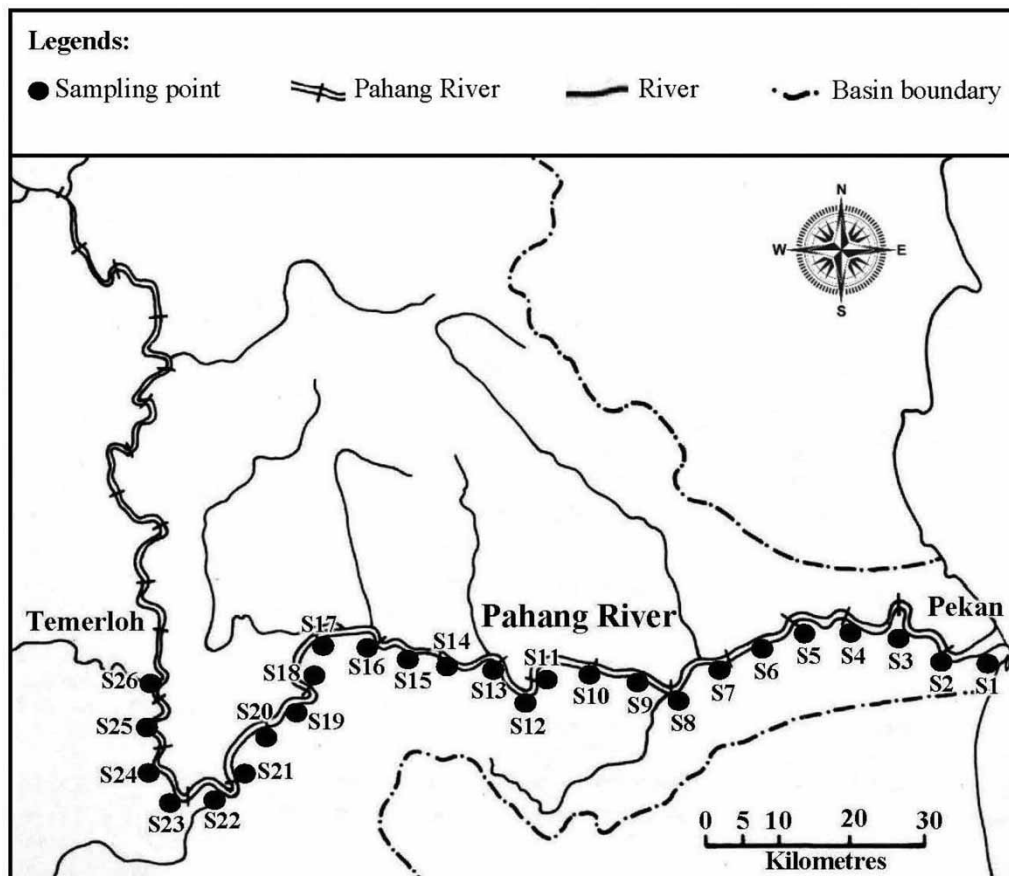 Legends:
Sampling point
Pahang River
River
Basin boundary
N
W
E
S
Temerloh
Pahang River
Pekan
S17
S14
S11
S18
S16
S15
S13
S10
S9
S12
S8
S7
S6
S5
S4
S3
S2
S1
S26
S25
S20
S19
S24
S21
S23
S22
0 5 10 20 30
Kilometres